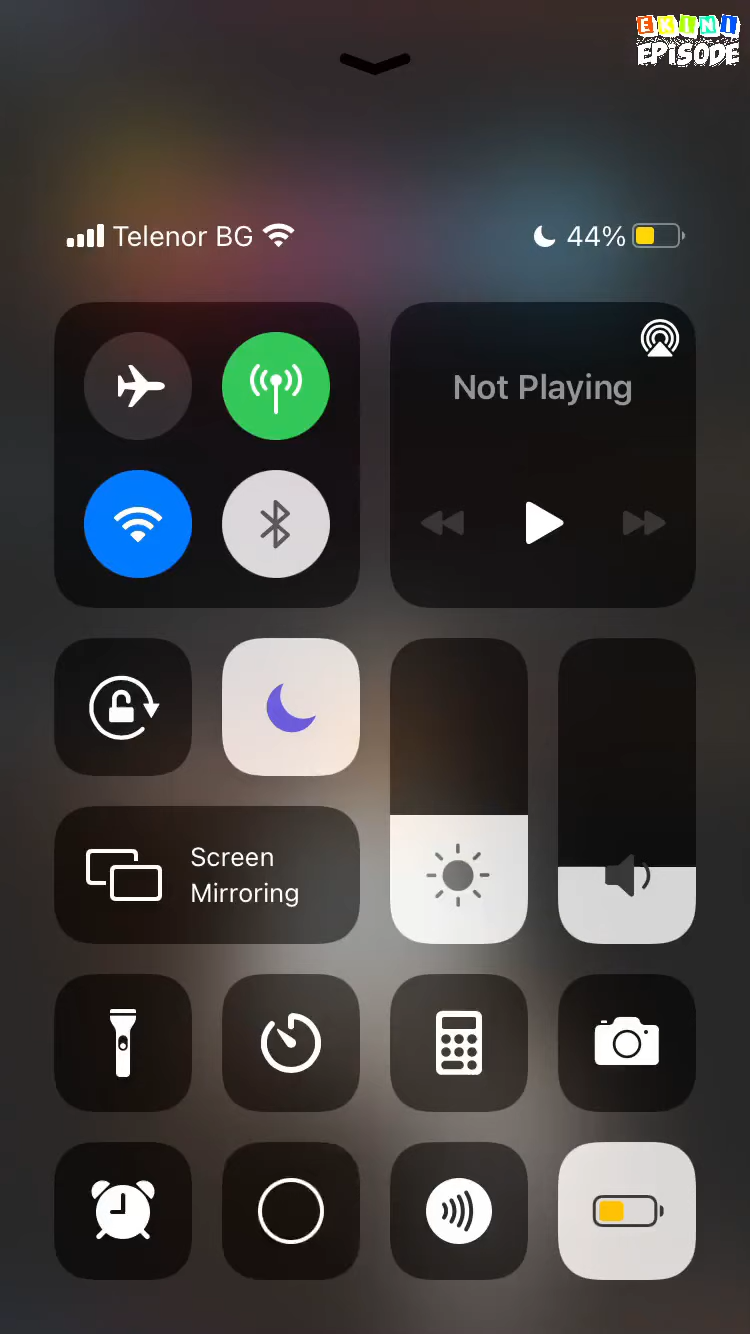 EKINI
EPISODE
Telenor BG
44%
Not Playing
Screen
Mirroring